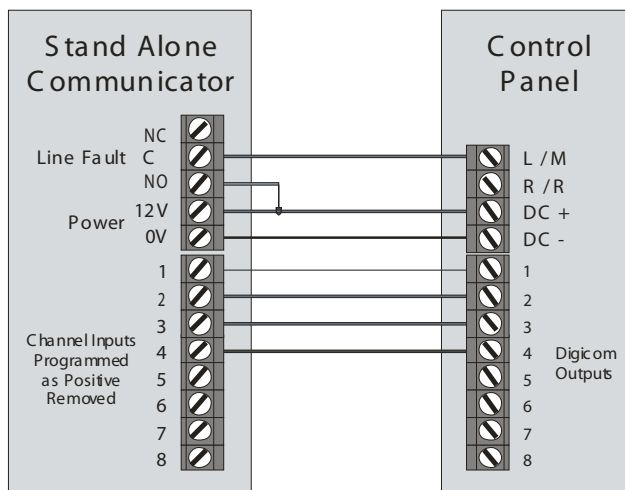 Stand Alone
Communicator
NC
Line Fault C
NO
Power 12V
0V
1
2
3
4
5
6
7
8
Channel Inputs
Programmed
as Positive
Removed
Control
Panel
L / M
R / R
DC +
DC -
1
2
3
4
5
6
7
8
Digicom
Outputs